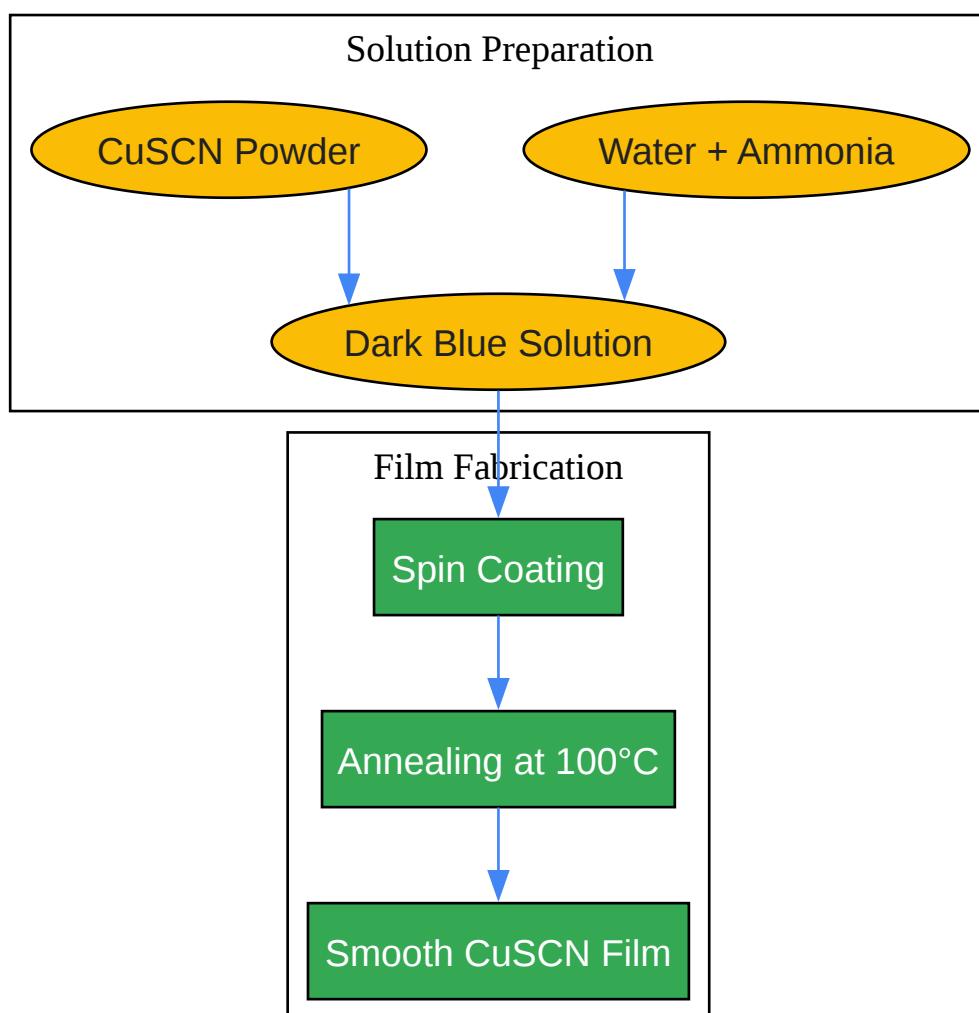 Solution Preparation
CuSCN Powder
Water + Ammonia
Dark Blue Solution
Film Fabrication
Spin Coating
Annealing at 100°C
Smooth CuSCN Film